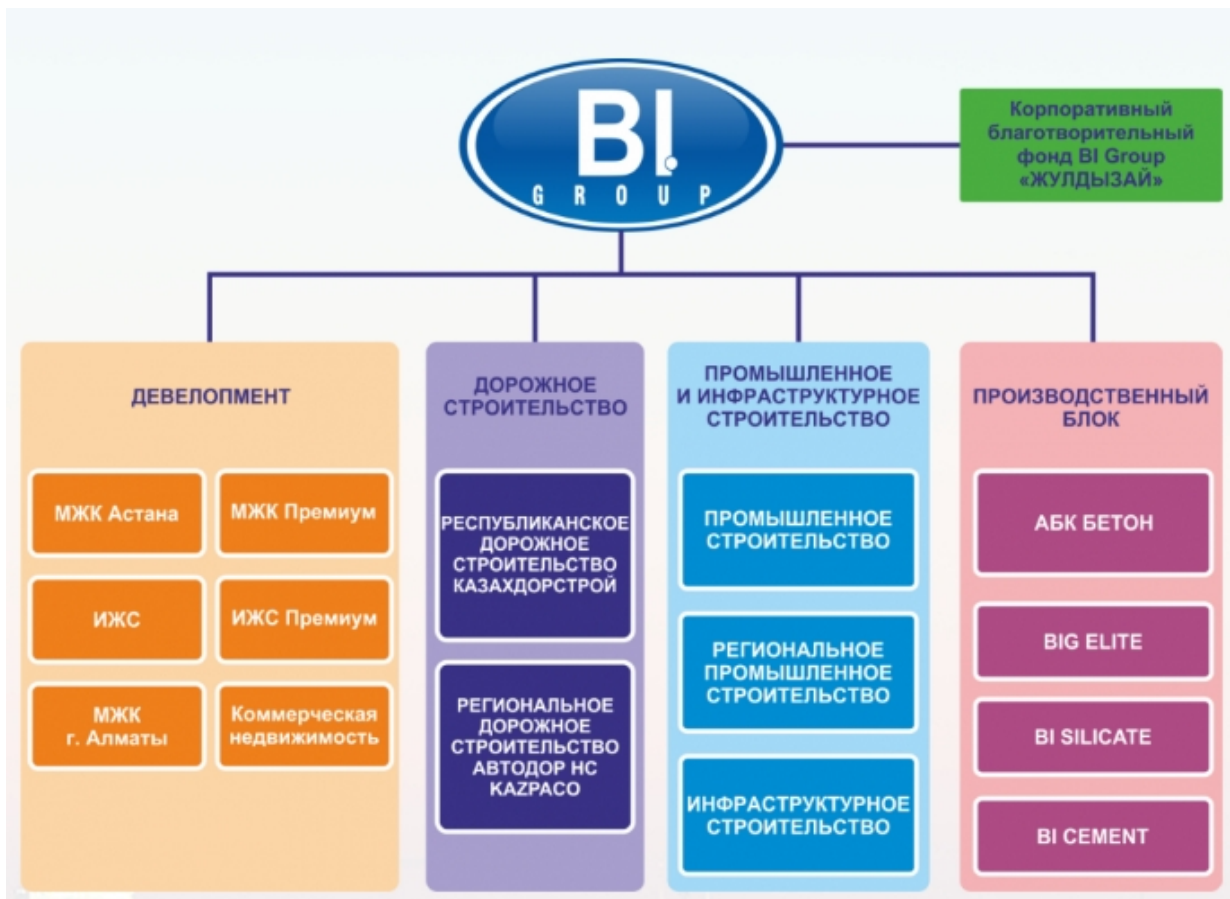 BI
GROUP
Корпоративный
благотворительный
фонд BI Group
«ЖУЛДЫЗАЙ»
ДЕВЕЛОПМЕНТ
МЖК Астана
МЖК Премиум
ИЖС
ИЖС Премиум
МЖК
г. Алматы
Коммерческая
недвижимость
ДОРОЖНОЕ
СТРОИТЕЛЬСТВО
РЕСПУБЛИКАНСКОЕ
ДОРОЖНОЕ
СТРОИТЕЛЬСТВО
КАЗАХДОРСТРОЙ
РЕГИОНАЛЬНОЕ
ДОРОЖНОЕ
СТРОИТЕЛЬСТВО
АВТОДОР НС
KAZPACO
ПРОМЫШЛЕННОЕ
И ИНФРАСТРУКТУРНОЕ
СТРОИТЕЛЬСТВО
ПРОМЫШЛЕННОЕ
СТРОИТЕЛЬСТВО
РЕГИОНАЛЬНОЕ
ПРОМЫШЛЕННОЕ
СТРОИТЕЛЬСТВО
ИНФРАСТРУКТУРНОЕ
СТРОИТЕЛЬСТВО
ПРОИЗВОДСТВЕННЫЙ
БЛОК
АБК БЕТОН
BIG ELITE
BI SILICATE
BI CEMENT